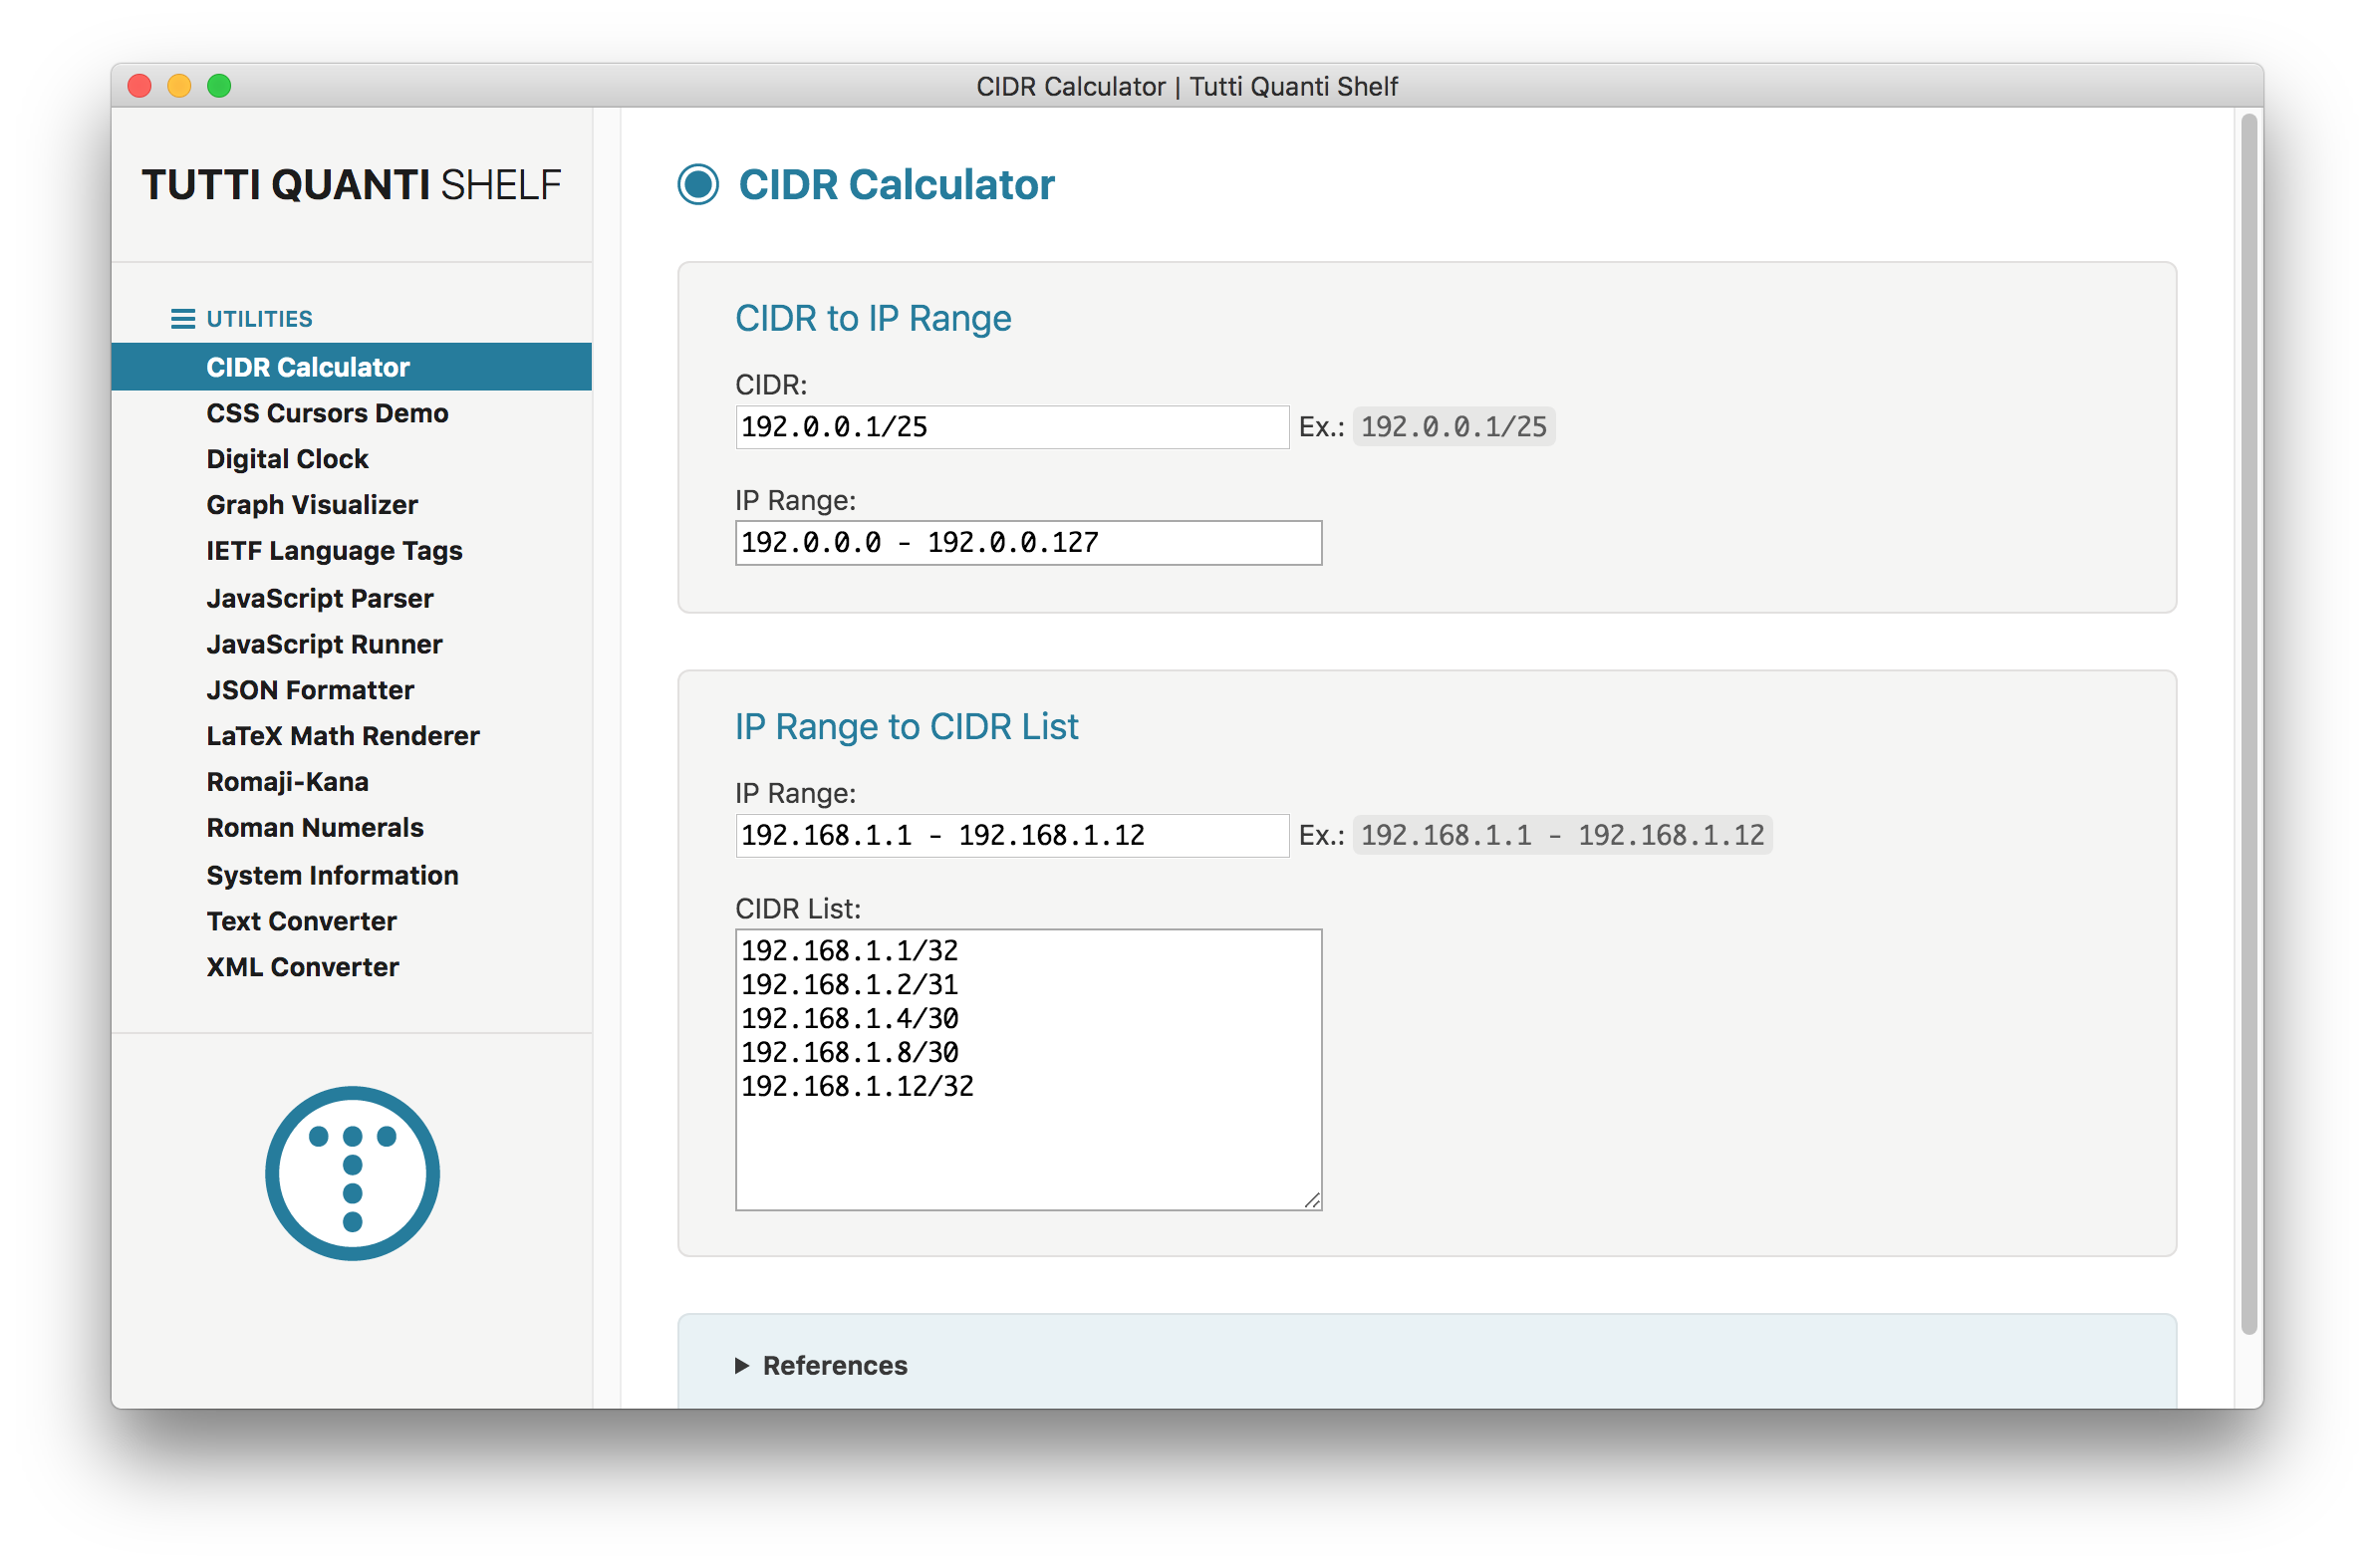 CIDR Calculator | Tutti Quanti Shelf
TUTTI QUANTI SHELF
UTILITIES
CIDR Calculator
CSS Cursors Demo
Digital Clock
Graph Visualizer
IETF Language Tags
JavaScript Parser
JavaScript Runner
JSON Formatter
LaTeX Math Renderer
Romaji-Kana
Roman Numerals
System Information
Text Converter
XML Converter
CIDR Calculator
CIDR to IP Range
CIDR:
192.0.0.1/25 Ex.: 192.0.0.1/25
IP Range:
192.0.0.0 - 192.0.0.127
IP Range to CIDR List
IP Range:
192.168.1.1 - 192.168.1.12 Ex.: 192.168.1.1 - 192.168.1.12
CIDR List:
192.168.1.1/32
192.168.1.2/31
192.168.1.4/30
192.168.1.8/30
192.168.1.12/32
References